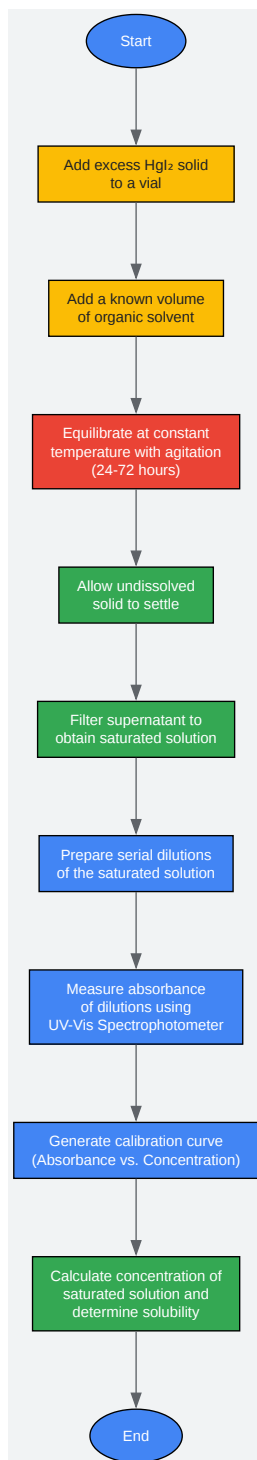 Start
Add excess HgI₂ solid
to a vial
Add a known volume
of organic solvent
Equilibrate at constant
temperature with agitation
(24-72 hours)
Allow undissolved
solid to settle
Filter supernatant to
obtain saturated solution
Prepare serial dilutions
of the saturated solution
Measure absorbance
of dilutions using
UV-Vis Spectrophotometer
Generate calibration curve
(Absorbance vs. Concentration)
Calculate concentration of
saturated solution and
determine solubility
End